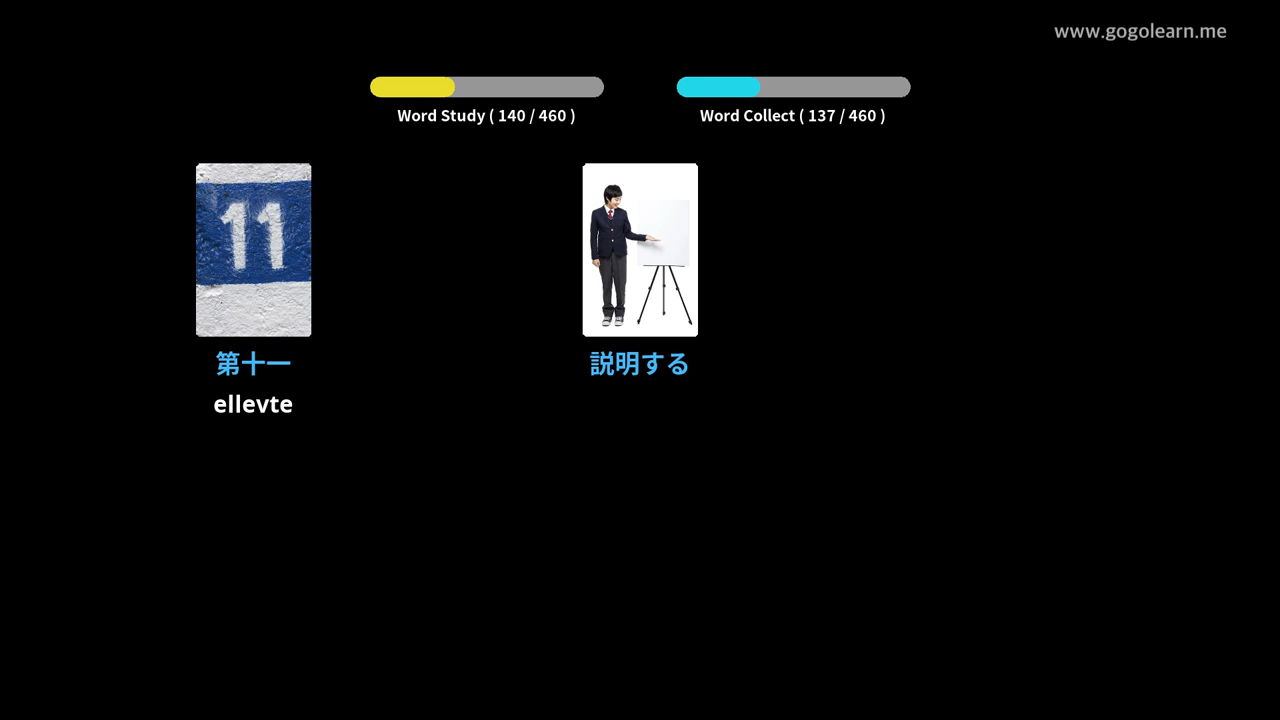 www.gogolearn.me
Word Study ( 140 / 460 )
Word Collect ( 137 / 460 )
11
第十一
ellevte
説明する